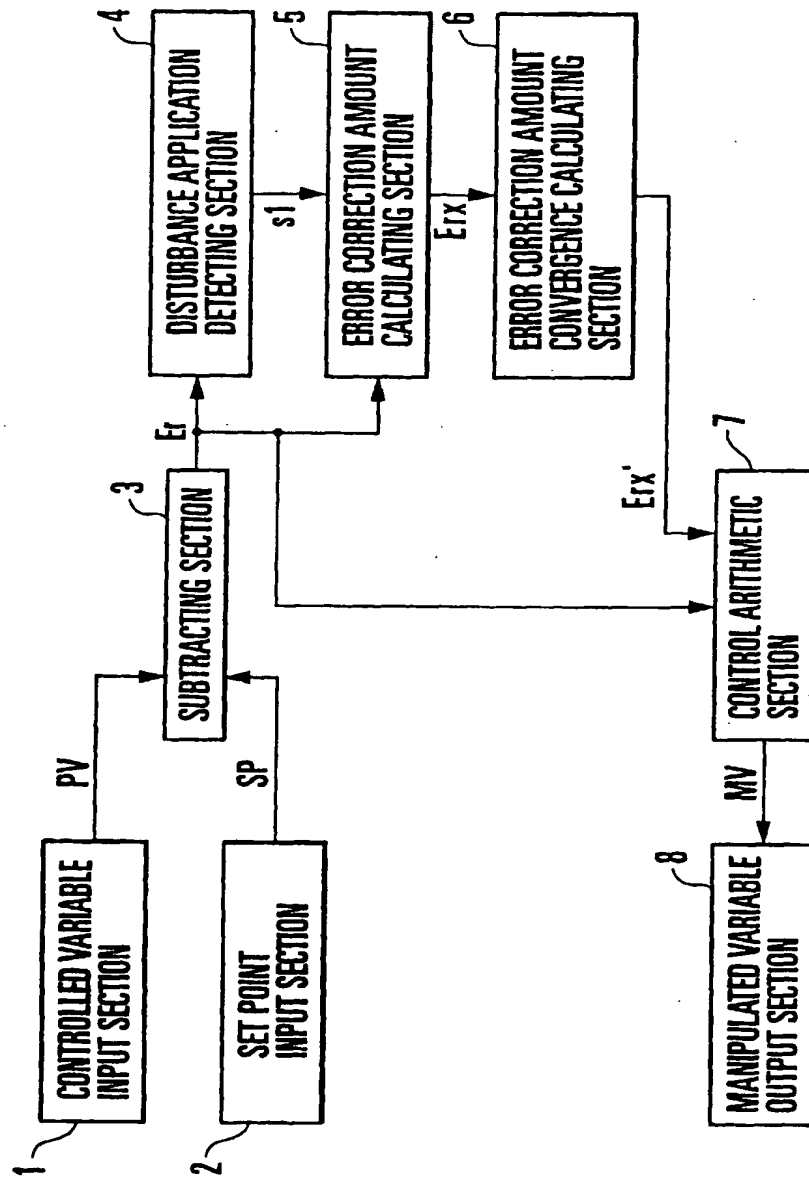 1
CONTROLLED VARIABLE
INPUT SECTION
PV
2
SET POINT
INPUT SECTION
SP
3
SUBTRACTING SECTION
Er
4
DISTURBANCE APPLICATION
DETECTING SECTION
s1
5
ERROR CORRECTION AMOUNT
CALCULATING SECTION
Erx
6
ERROR CORRECTION AMOUNT
CONVERGENCE CALCULATING
SECTION
Erx'
7
CONTROL ARITHMETIC
SECTION
MV
8
MANIPULATED VARIABLE
OUTPUT SECTION